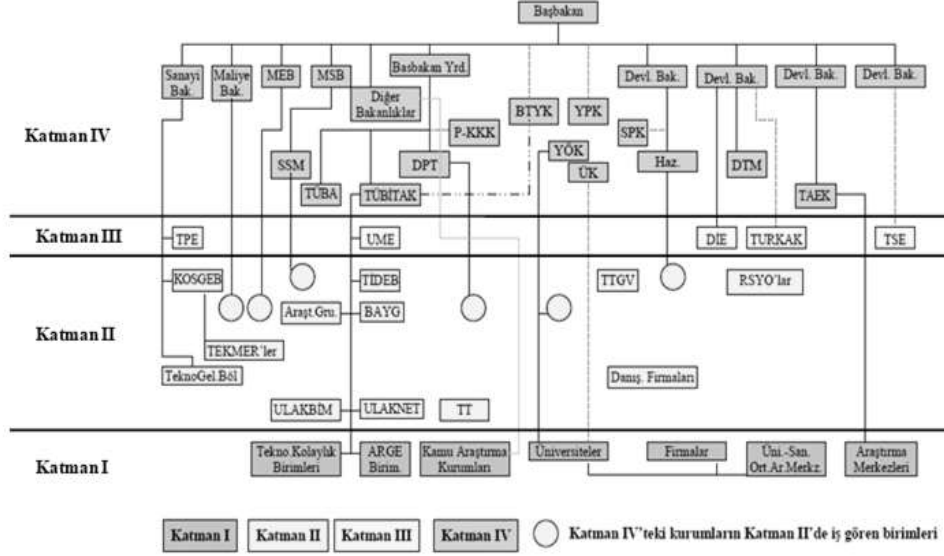 Başbakan
Sanayi
Bak.
Maliye
Bak.
MEB
MSB
Basbakan Yrd.
Devl. Bak.
Devl. Bak.
Devl. Bak.
Devl. Bak.
Diğer
Bakanlıklar
BTYK
YPK
Katman IV
P-KKK
SPK
YÖK
SSM
DPT
ÜK
Haz.
DTM
TÜBA
TÜBİTAK
TAEK
Katman III
TPE
UME
DİE
TURKAK
TSE
KOSGEB
TİDEB
TTGV
RSYO'lar
Katman II
Araşt.Gru.
BAYG
TEKMER'ler
TeknoGel.Böl
Danış. Firmaları
ULAKBİM
ULAKNET
TT
Katman I
Tekno.Kolaylık
Birimleri
ARGE
Birim.
Kamu Araştırma
Kurumları
Üniversiteler
Firmalar
Üni.-San.
Ort.Ar.Merkz.
Araştırma
Merkezleri
Katman I
Katman II
Katman III
Katman IV
Katman IV'teki kurumların Katman II'de iş gören birimleri